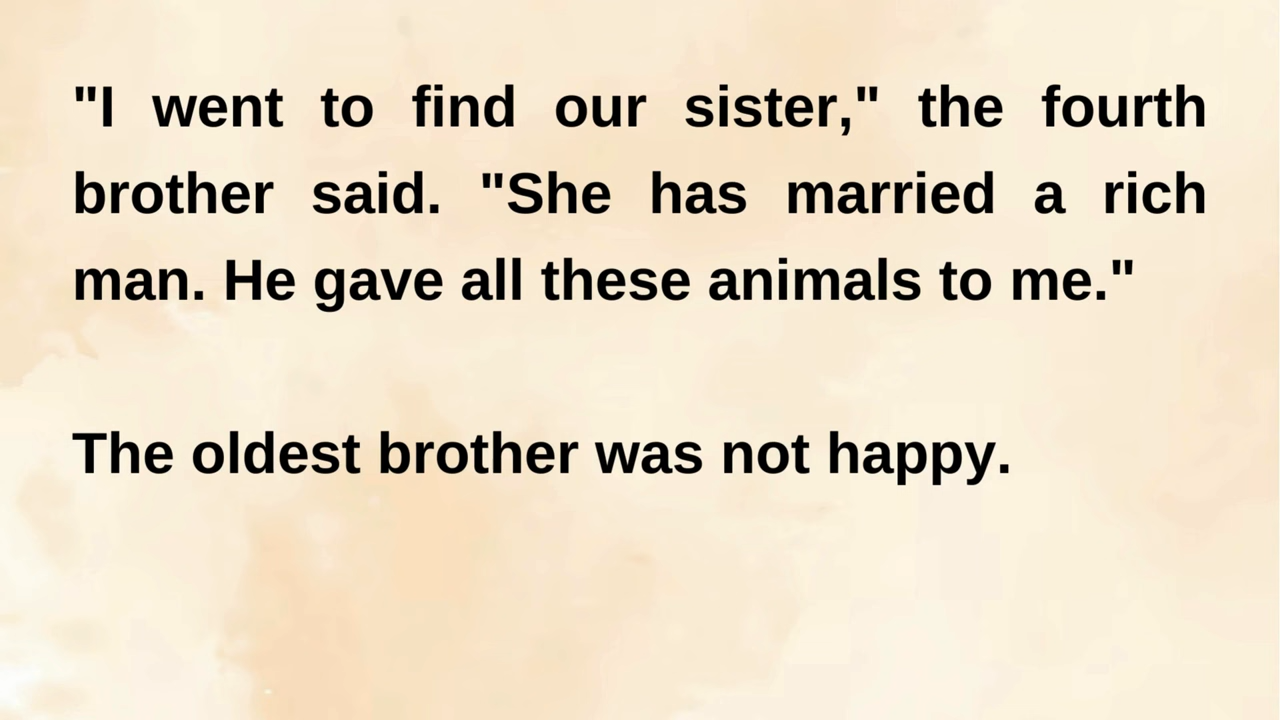 "I went to find our sister," the fourth
brother said. "She has married a rich
man. He gave all these animals to me."
The oldest brother was not happy.